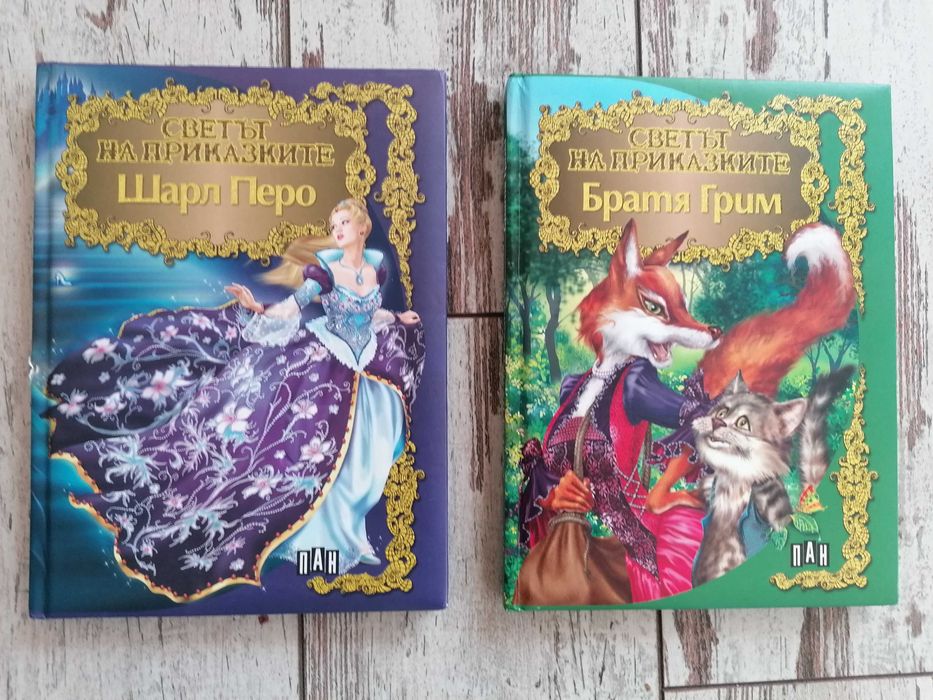 СВЕТЪТ
НА ПРИКАЗКИТЕ
Шарл Перо
ПАН
СВЕТЪТ
НА ПРИКАЗКИТЕ
Братя Грим
ПАН